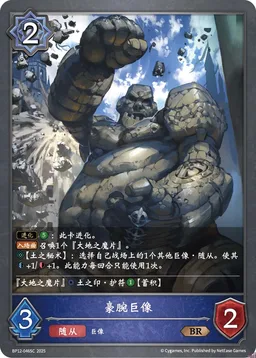 2
进化 5 : 此卡进化。
入场曲 召唤1个『大地之魔片』。
【土之秘术】: 选择自己战场上的1个其他巨像·随从。使其
+1/+1。此能力每回合只能使用1次。
『大地之魔片』土之印·护符 1【蓄积】
豪腕巨像
3
随从
巨像
BR
2
BP12-046SC 2025
© Cygames, Inc. Published by NetEase Games